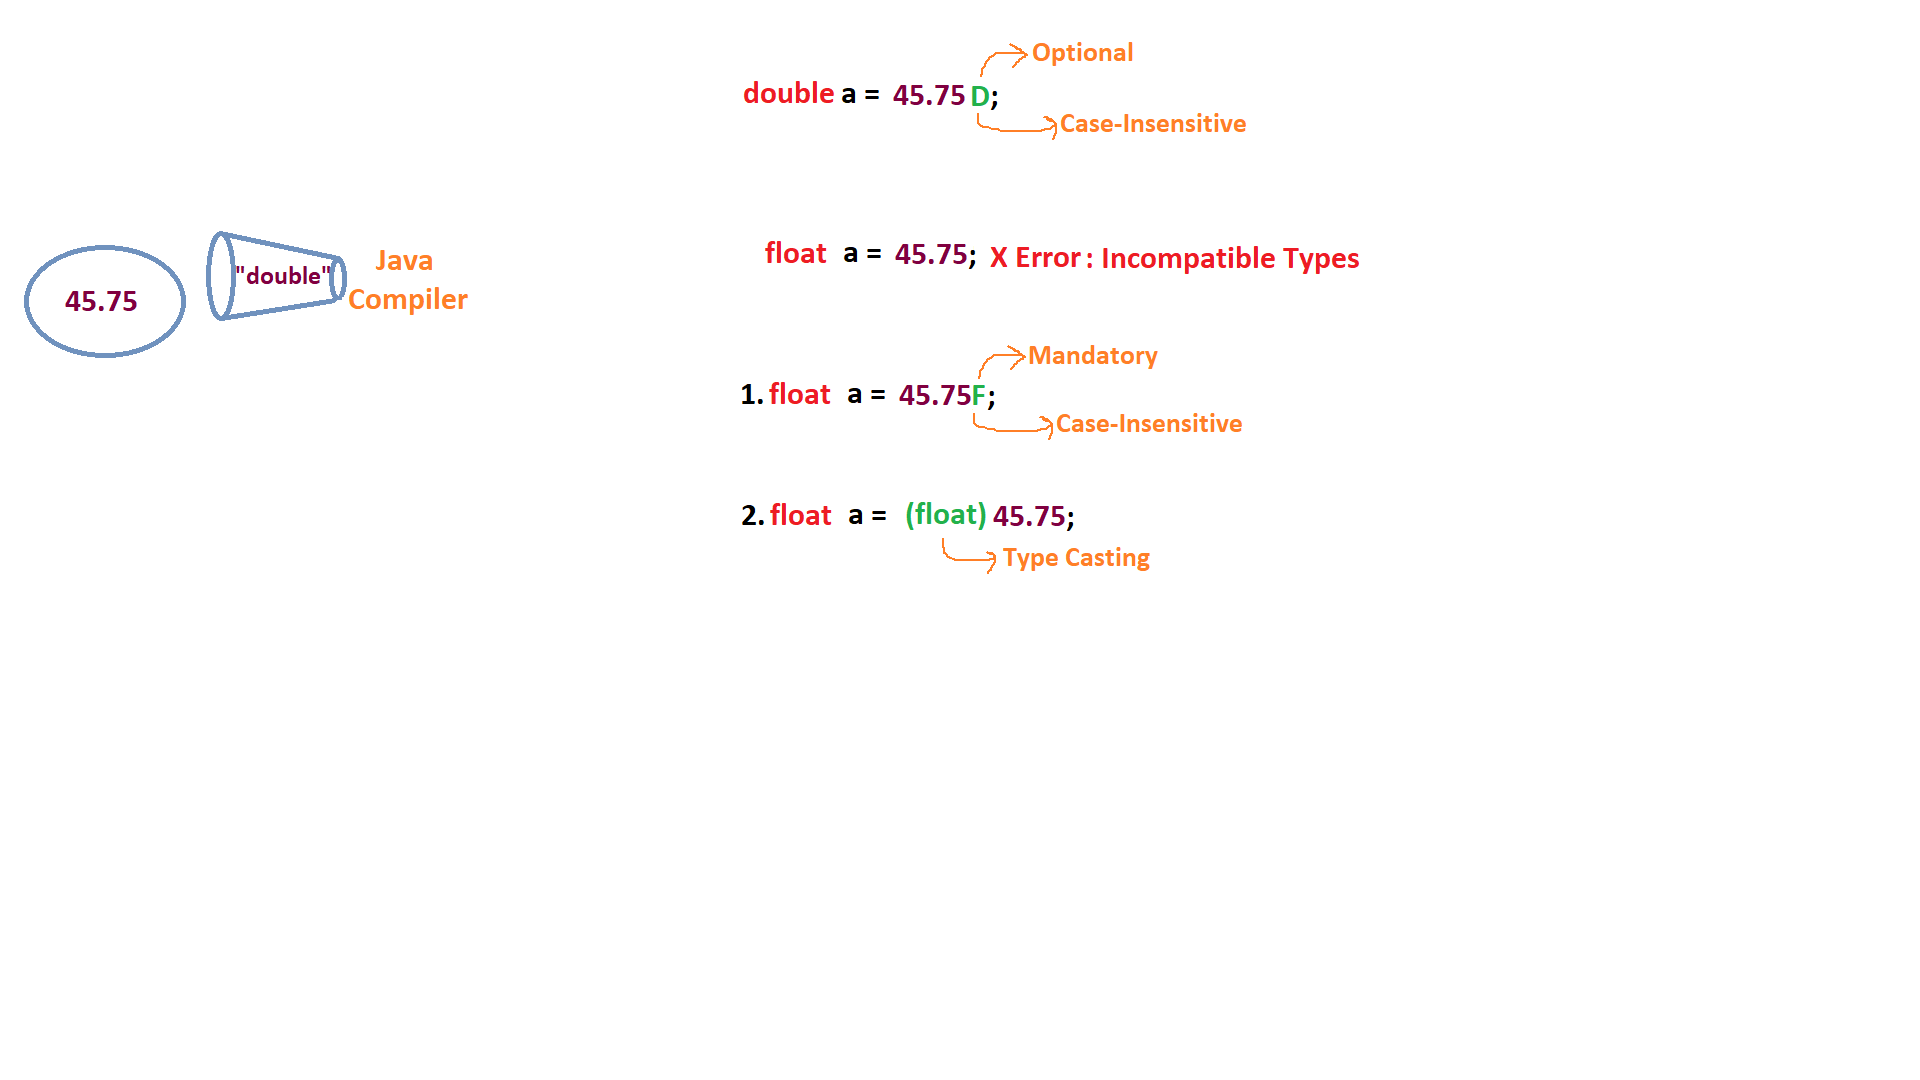 Optional
double a = 45.75 D;
Case-Insensitive
45.75
"double"
Java
Compiler
float a = 45.75; X Error : Incompatible Types
Mandatory
1. float a = 45.75F;
Case-Insensitive
2. float a = (float) 45.75;
Type Casting